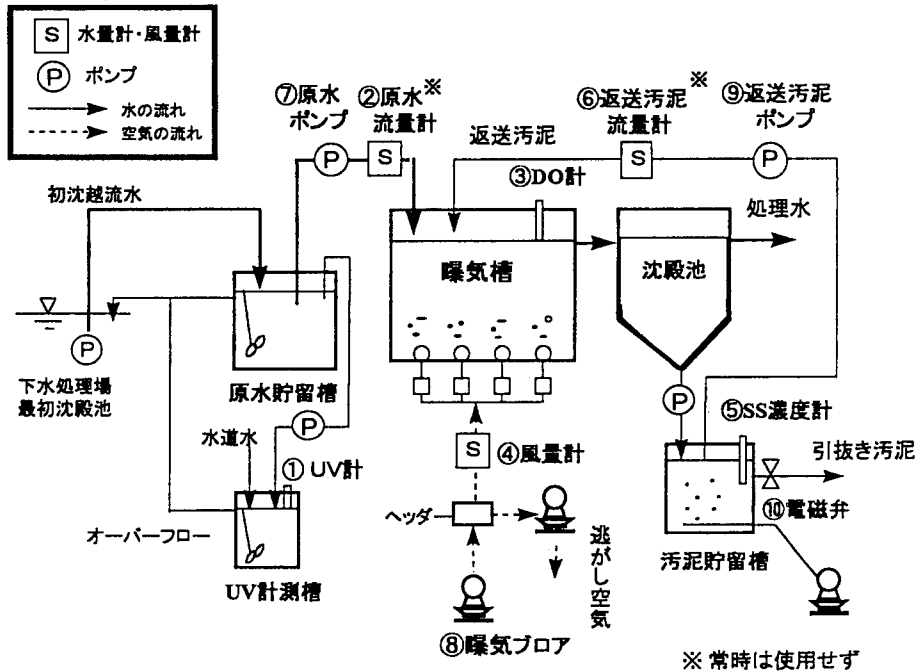 S 水量計・風量計
P ポンプ
水の流れ
空気の流れ
⑦原水
ポンプ
②原水※
流量計
⑥返送汚泥※
流量計
⑨返送汚泥
ポンプ
返送汚泥
P
S
S
P
③DO計
初沈越流水
処理水
曝気槽
沈殿池
P
下水処理場
最初沈殿池
原水貯留槽
P
水道水
①UV計
S
④風量計
P
⑤SS濃度計
引抜き汚泥
⑩電磁弁
オーバーフロー
ヘッダ
逃がし空気
汚泥貯留槽
UV計測槽
⑧曝気ブロア
※ 常時は使用せず